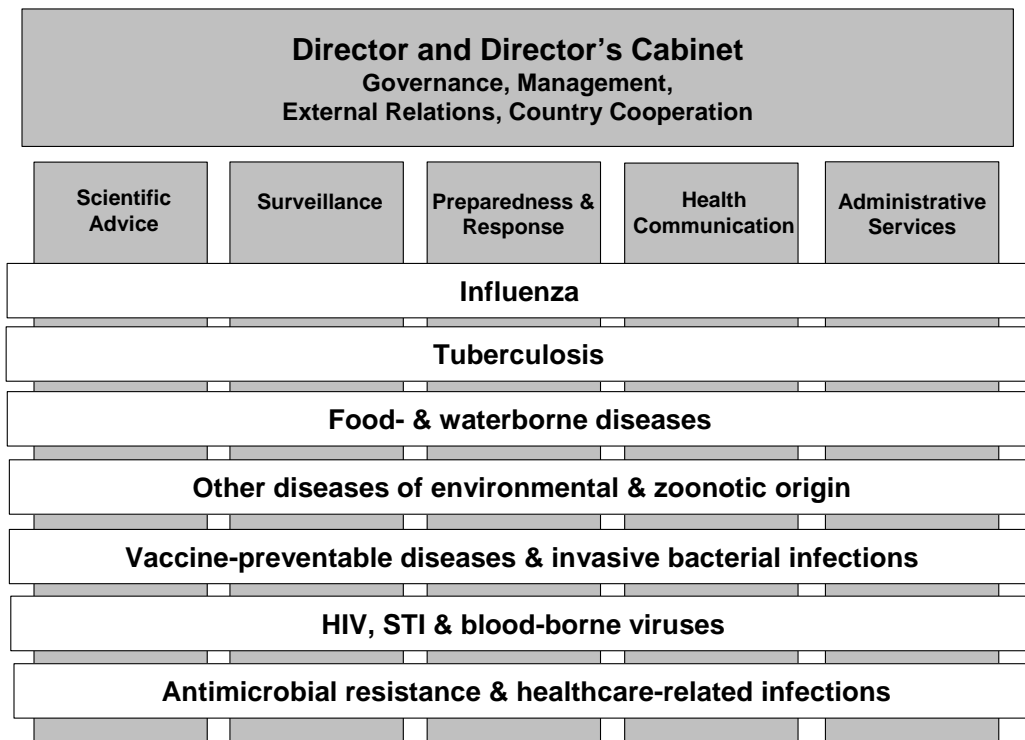 Director and Director’s Cabinet
Governance, Management,
External Relations, Country Cooperation
Scientific
Advice
Surveillance
Preparedness &
Response
Health
Communication
Administrative
Services
Influenza
Tuberculosis
Food- & waterborne diseases
Other diseases of environmental & zoonotic origin
Vaccine-preventable diseases & invasive bacterial infections
HIV, STI & blood-borne viruses
Antimicrobial resistance & healthcare-related infections